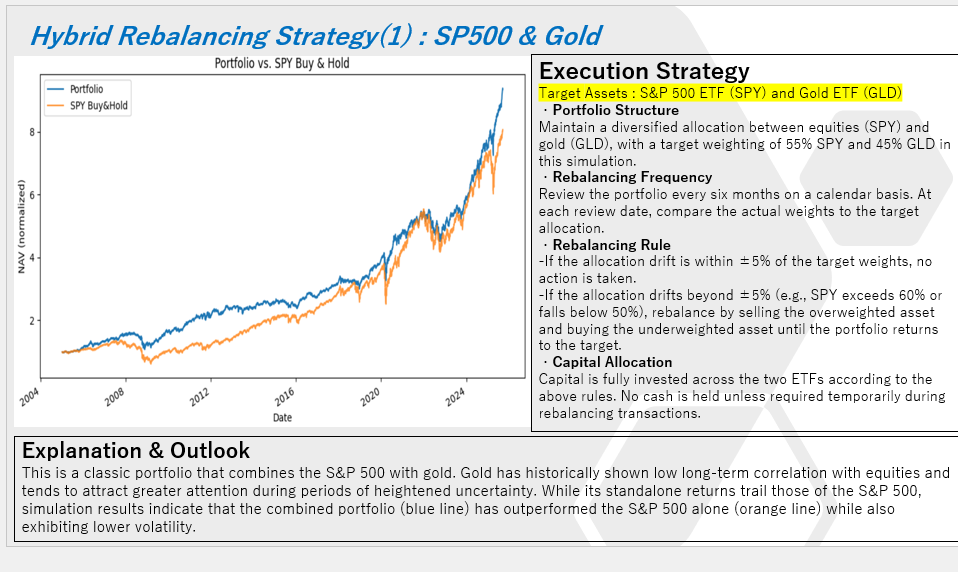 Hybrid Rebalancing Strategy(1) : SP500 & Gold
Portfolio vs. SPY Buy & Hold
Portfolio
SPY Buy&Hold
NAV (normalized)
8
6
4
2
2004
2008
2012
2016
2020
2024
Date
Execution Strategy
Target Assets : S&P 500 ETF (SPY) and Gold ETF (GLD)
・Portfolio Structure
Maintain a diversified allocation between equities (SPY) and
gold (GLD), with a target weighting of 55% SPY and 45% GLD in
this simulation.
・Rebalancing Frequency
Review the portfolio every six months on a calendar basis. At
each review date, compare the actual weights to the target
allocation.
・Rebalancing Rule
-If the allocation drift is within ±5% of the target weights, no
action is taken.
-If the allocation drifts beyond ±5% (e.g., SPY exceeds 60% or
falls below 50%), rebalance by selling the overweighted asset
and buying the underweighted asset until the portfolio returns
to the target.
・Capital Allocation
Capital is fully invested across the two ETFs according to the
above rules. No cash is held unless required temporarily during
rebalancing transactions.
Explanation & Outlook
This is a classic portfolio that combines the S&P 500 with gold. Gold has historically shown low long-term correlation with equities and
tends to attract greater attention during periods of heightened uncertainty. While its standalone returns trail those of the S&P 500,
simulation results indicate that the combined portfolio (blue line) has outperformed the S&P 500 alone (orange line) while also
exhibiting lower volatility.